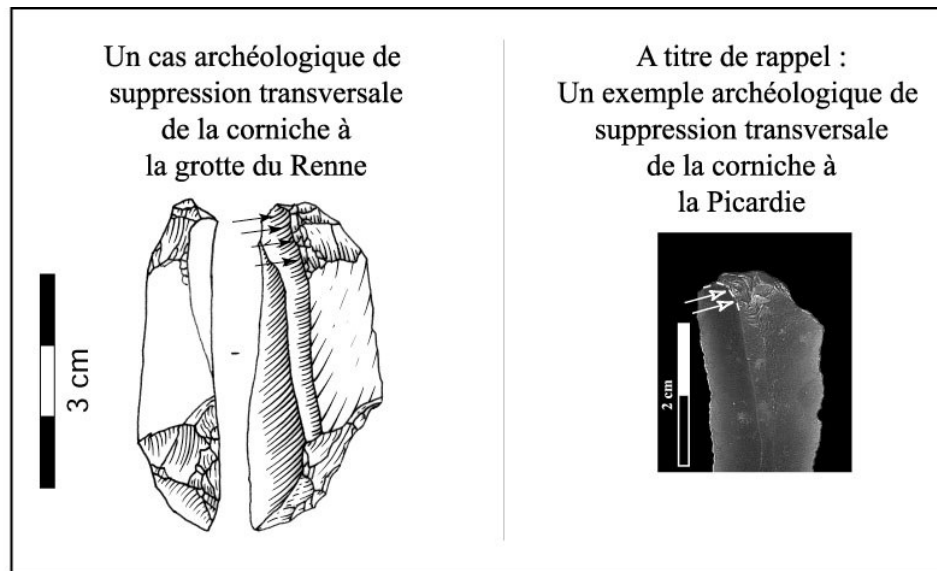 Un cas archéologique de
suppression transversale
de la corniche à
la grotte du Renne
3 cm
A titre de rappel :
Un exemple archéologique de
suppression transversale
de la corniche à
la Picardie
2 cm